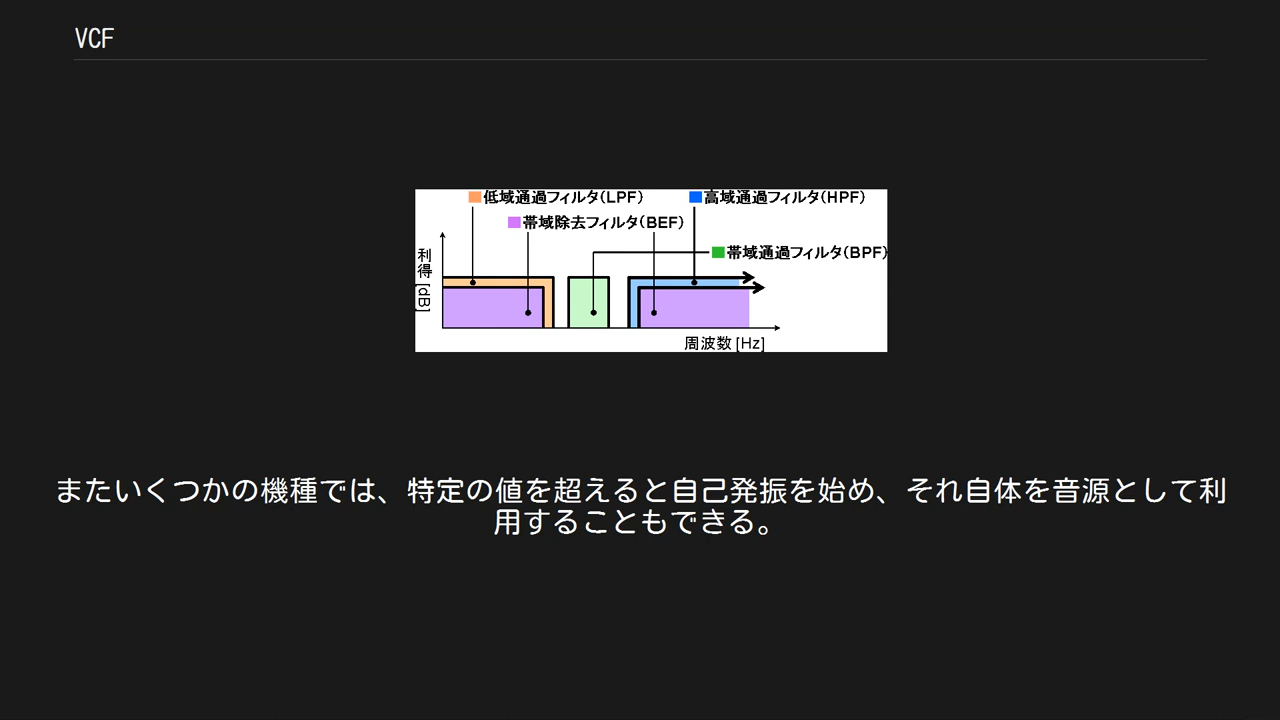 VCF
低域通過フィルタ(LPF)
高域通過フィルタ(HPF)
帯域除去フィルタ(BEF)
帯域通過フィルタ(BPF)
利得 [dB]
周波数 [Hz]
またいくつかの機種では、特定の値を超えると自己発振を始め、それ自体を音源として利
用することもできる。